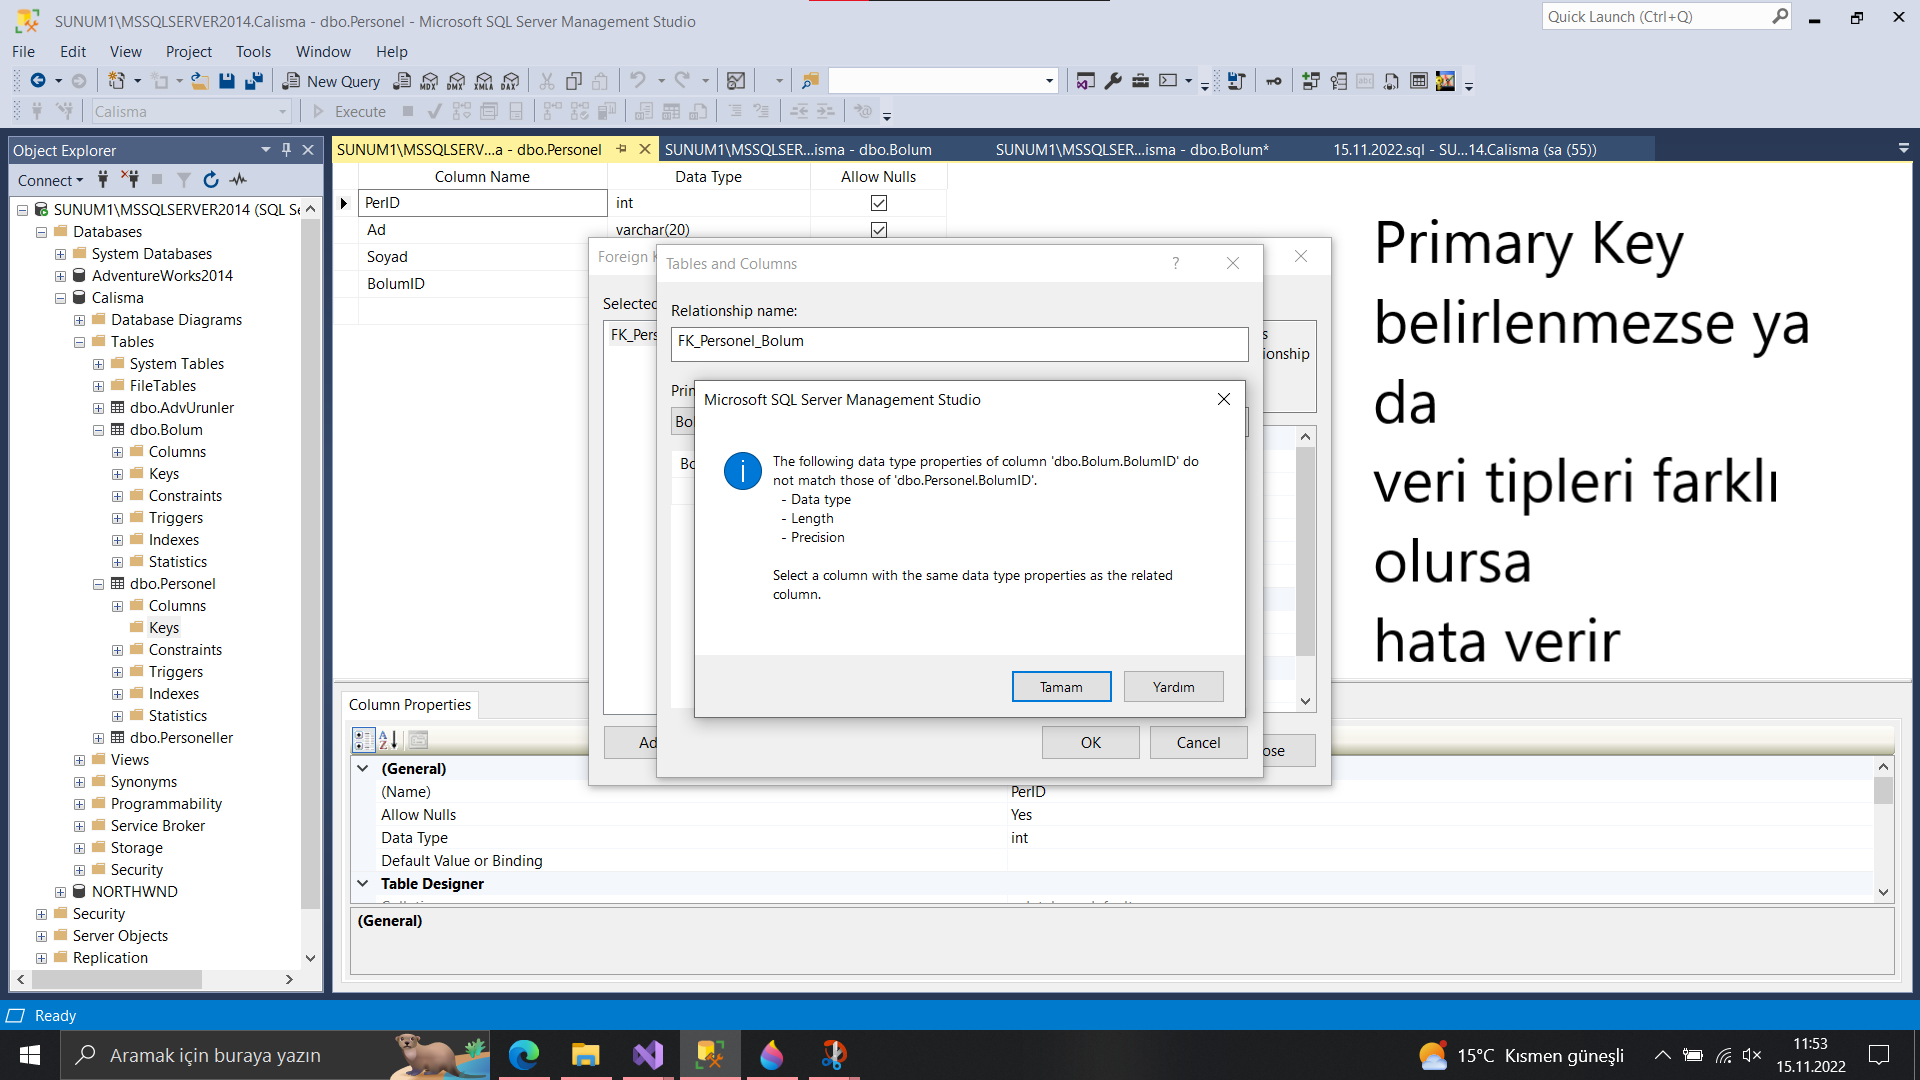 SUNUM1\MSSQLSERVER2014.Calisma - dbo.Personel - Microsoft SQL Server Management Studio
Quick Launch (Ctrl+Q)
File Edit View Project Tools Window Help
New Query MDX DMX XMLA DAX
Calisma Execute
Object Explorer
Connect
SUNUM1\MSSQLSERVER2014 (SQL Se
Databases
System Databases
AdventureWorks2014
Calisma
Database Diagrams
Tables
System Tables
FileTables
dbo.AdvUrunler
dbo.Bolum
Columns
Keys
Constraints
Triggers
Indexes
Statistics
dbo.Personel
Columns
Keys
Constraints
Triggers
Indexes
Statistics
dbo.Personeller
Views
Synonyms
Programmability
Service Broker
Storage
Security
NORTHWND
Security
Server Objects
Replication
SUNUM1\MSSQLSERV...a - dbo.Personel
SUNUM1\MSSQLSER...isma - dbo.Bolum
SUNUM1\MSSQLSER...isma - dbo.Bolum*
15.11.2022.sql - SU...14.Calisma (sa (55))
Column Name Data Type Allow Nulls
PerID int
Ad varchar(20)
Soyad
BolumID
Foreign K
Selected
FK_Pers
s
ionship
Ad
ose
Tables and Columns
?
Relationship name:
FK_Personel_Bolum
Prin
Bol
Bo
OK Cancel
Microsoft SQL Server Management Studio
The following data type properties of column 'dbo.Bolum.BolumID' do
not match those of 'dbo.Personel.BolumID'.
- Data type
- Length
- Precision
Select a column with the same data type properties as the related
column.
Tamam Yardım
Primary Key
belirlenmezse ya
da
veri tipleri farklı
olursa
hata verir
Column Properties
(General)
(Name) PerID
Allow Nulls Yes
Data Type int
Default Value or Binding
Table Designer
(General)
Ready
Aramak için buraya yazın
15°C Kısmen güneşli
11:53
15.11.2022